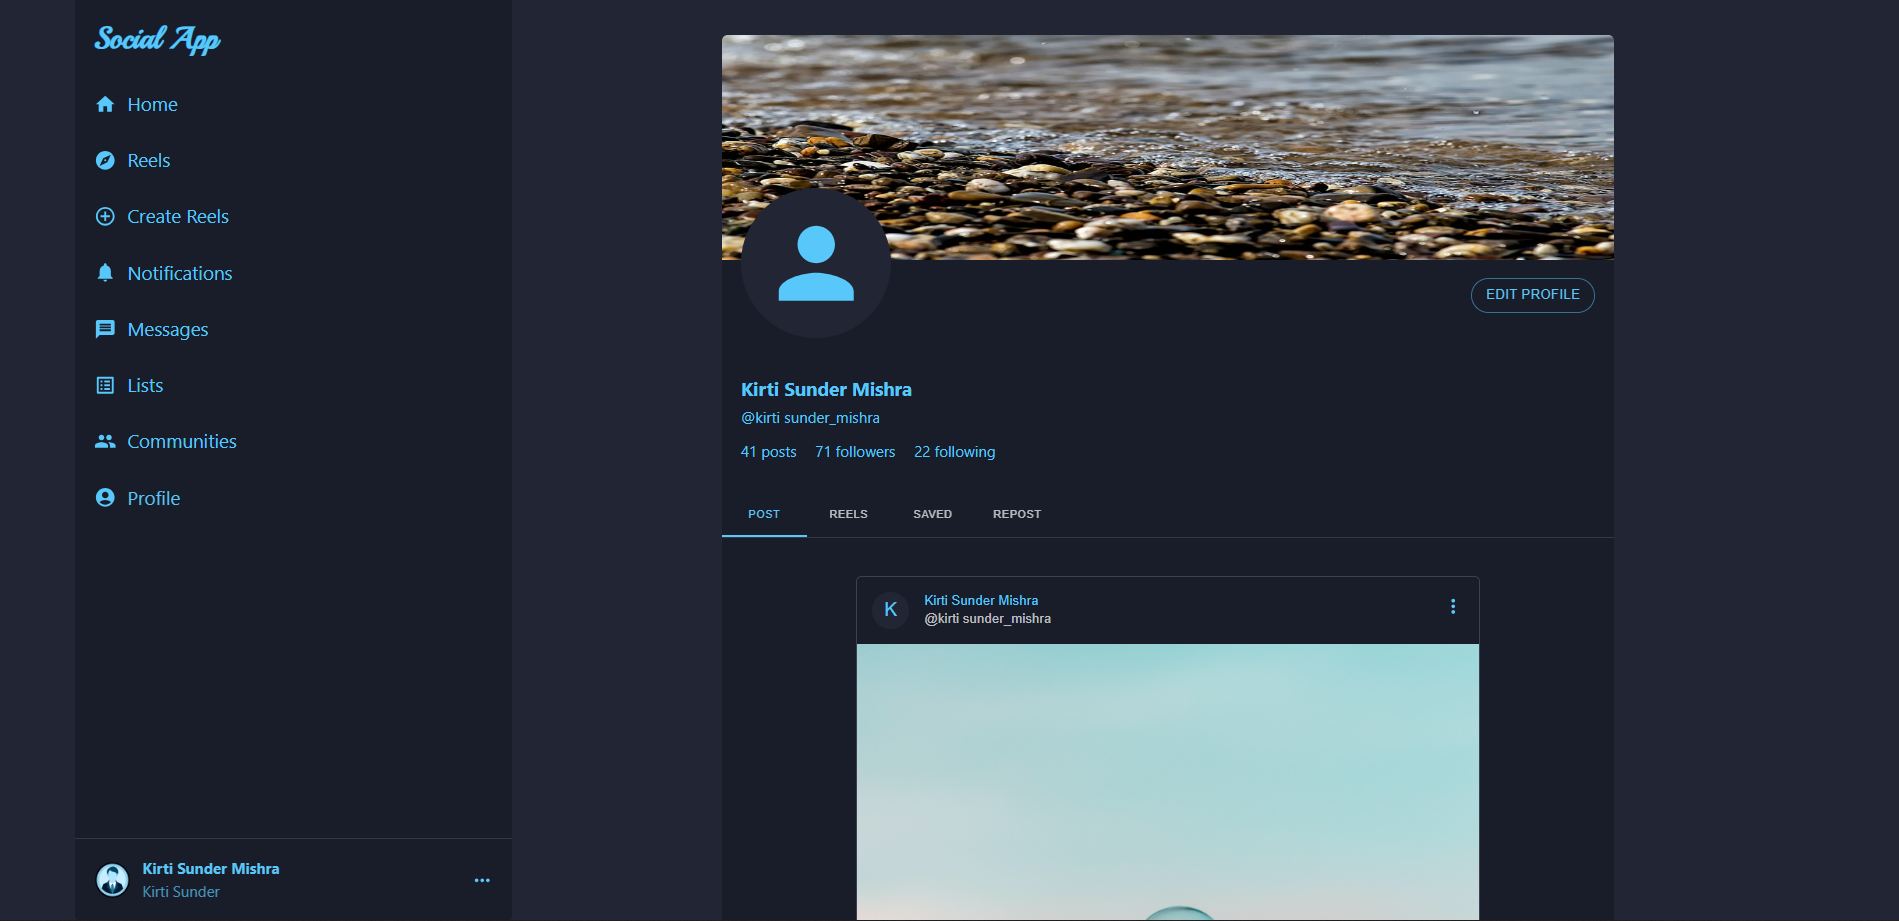 Social App
Home
Reels
Create Reels
Notifications
Messages
Lists
Communities
Profile
Kirti Sunder Mishra
Kirti Sunder
EDIT PROFILE
Kirti Sunder Mishra
@kirti sunder_mishra
41 posts 71 followers 22 following
POST REELS SAVED REPOST
K
Kirti Sunder Mishra
@kirti sunder_mishra